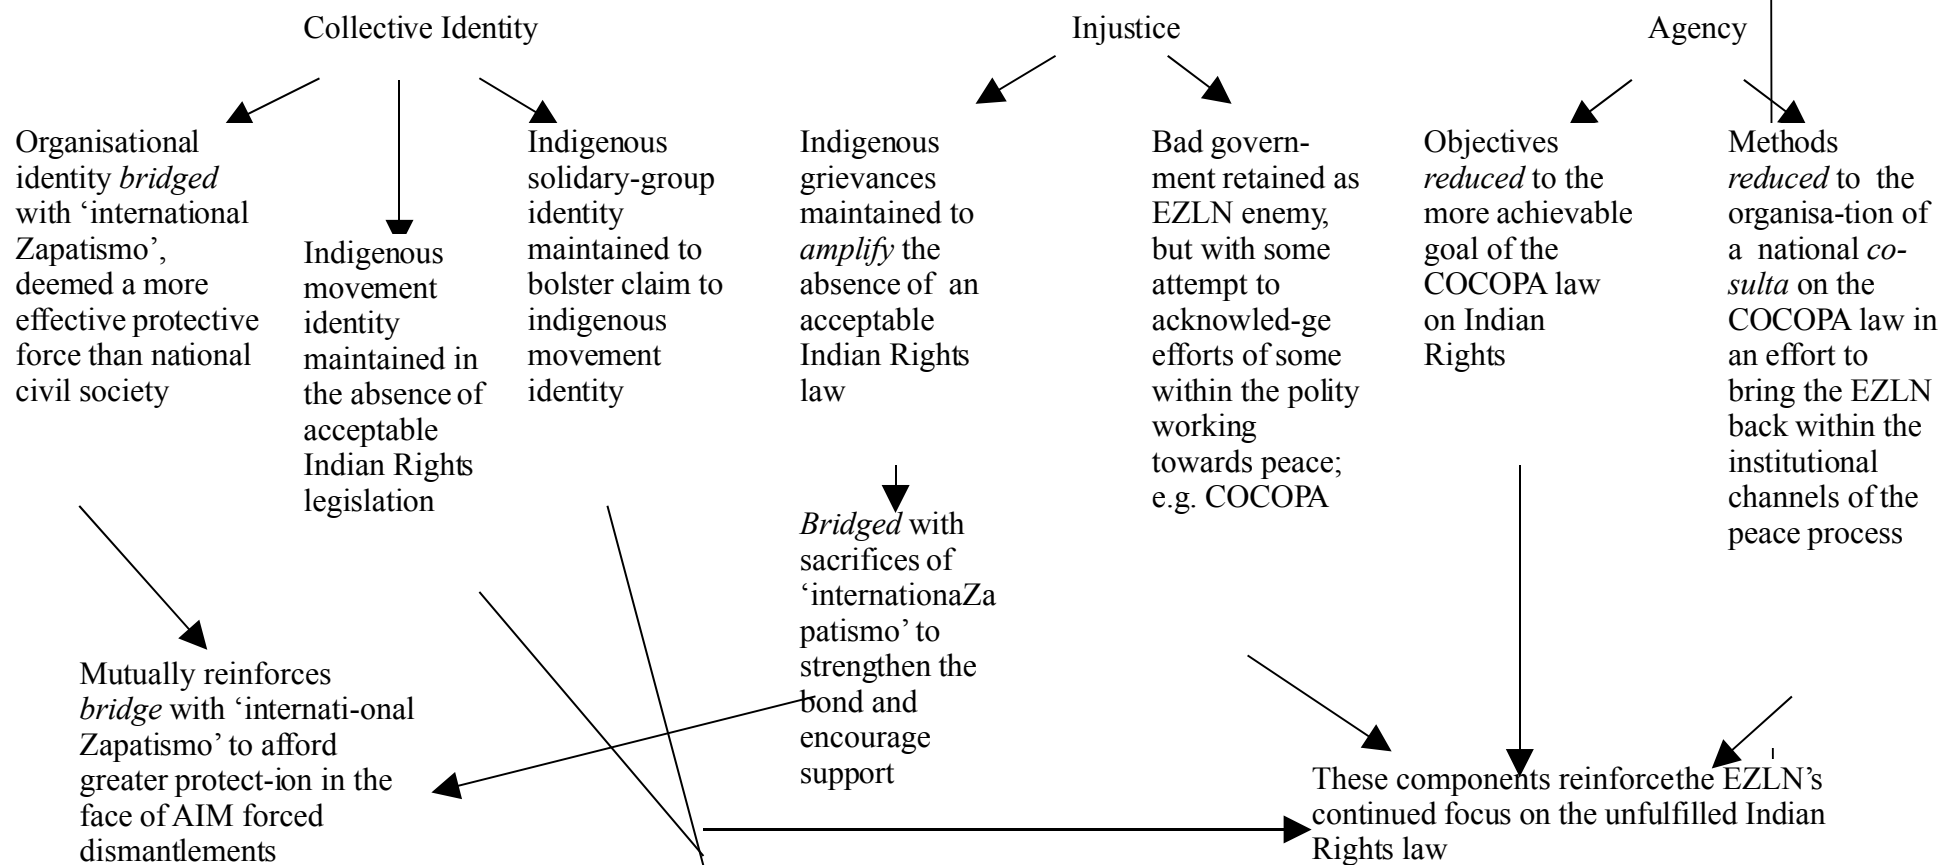 Collective Identity
Injustice
Agency
Organisational
identity bridged
with ‘international
Zapatismo’,
deemed a more
effective protective
force than national
civil society
Indigenous
movement
identity
maintained in
the absence of
acceptable
Indian Rights
legislation
Indigenous
solidary-group
identity
maintained to
bolster claim to
indigenous
movement
identity
Indigenous
grievances
maintained to
amplify the
absence of an
acceptable
Indian Rights
law
Bad govern-
ment retained as
EZLN enemy,
but with some
attempt to
acknowled-ge
efforts of some
within the polity
working
towards peace;
e.g. COCOPA
Objectives
reduced to the
more achievable
goal of the
COCOPA law
on Indian
Rights
Methods
reduced to the
organisa-tion of
a national co-
sulta on the
COCOPA law in
an effort to
bring the EZLN
back within the
institutional
channels of the
peace process
Bridged with
sacrifices of
‘internationaZa
patismo’ to
strengthen the
bond and
encourage
support
Mutually reinforces
bridge with ‘internati-onal
Zapatismo’ to afford
greater protect-ion in the
face of AIM forced
dismantlements
These components reinforcethe EZLN’s
continued focus on the unfulfilled Indian
Rights law